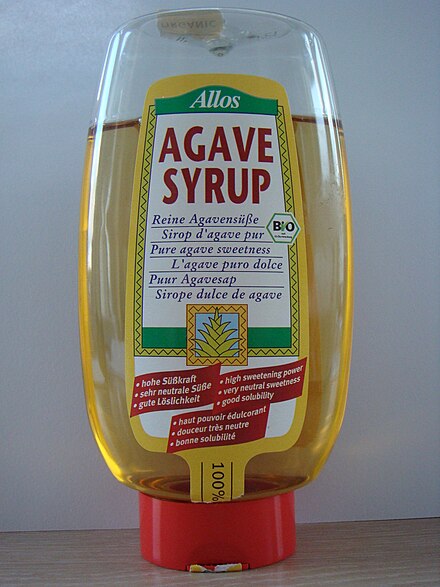 ORGANIC
Allos
AGAVE
SYRUP
Reine Agavensüße
Sirop d'agave pur
Bio
Pure agave sweetness
L'agave puro dolce
Puur Agavesap
Sirope dulce de agave
• hohe Süßkraft
• sehr neutrale Süße
• gute Löslichkeit
• high sweetening power
• very neutral sweetness
• good solubility
• haut pouvoir édulcorant
• douceur très neutre
• bonne solubilité
100%